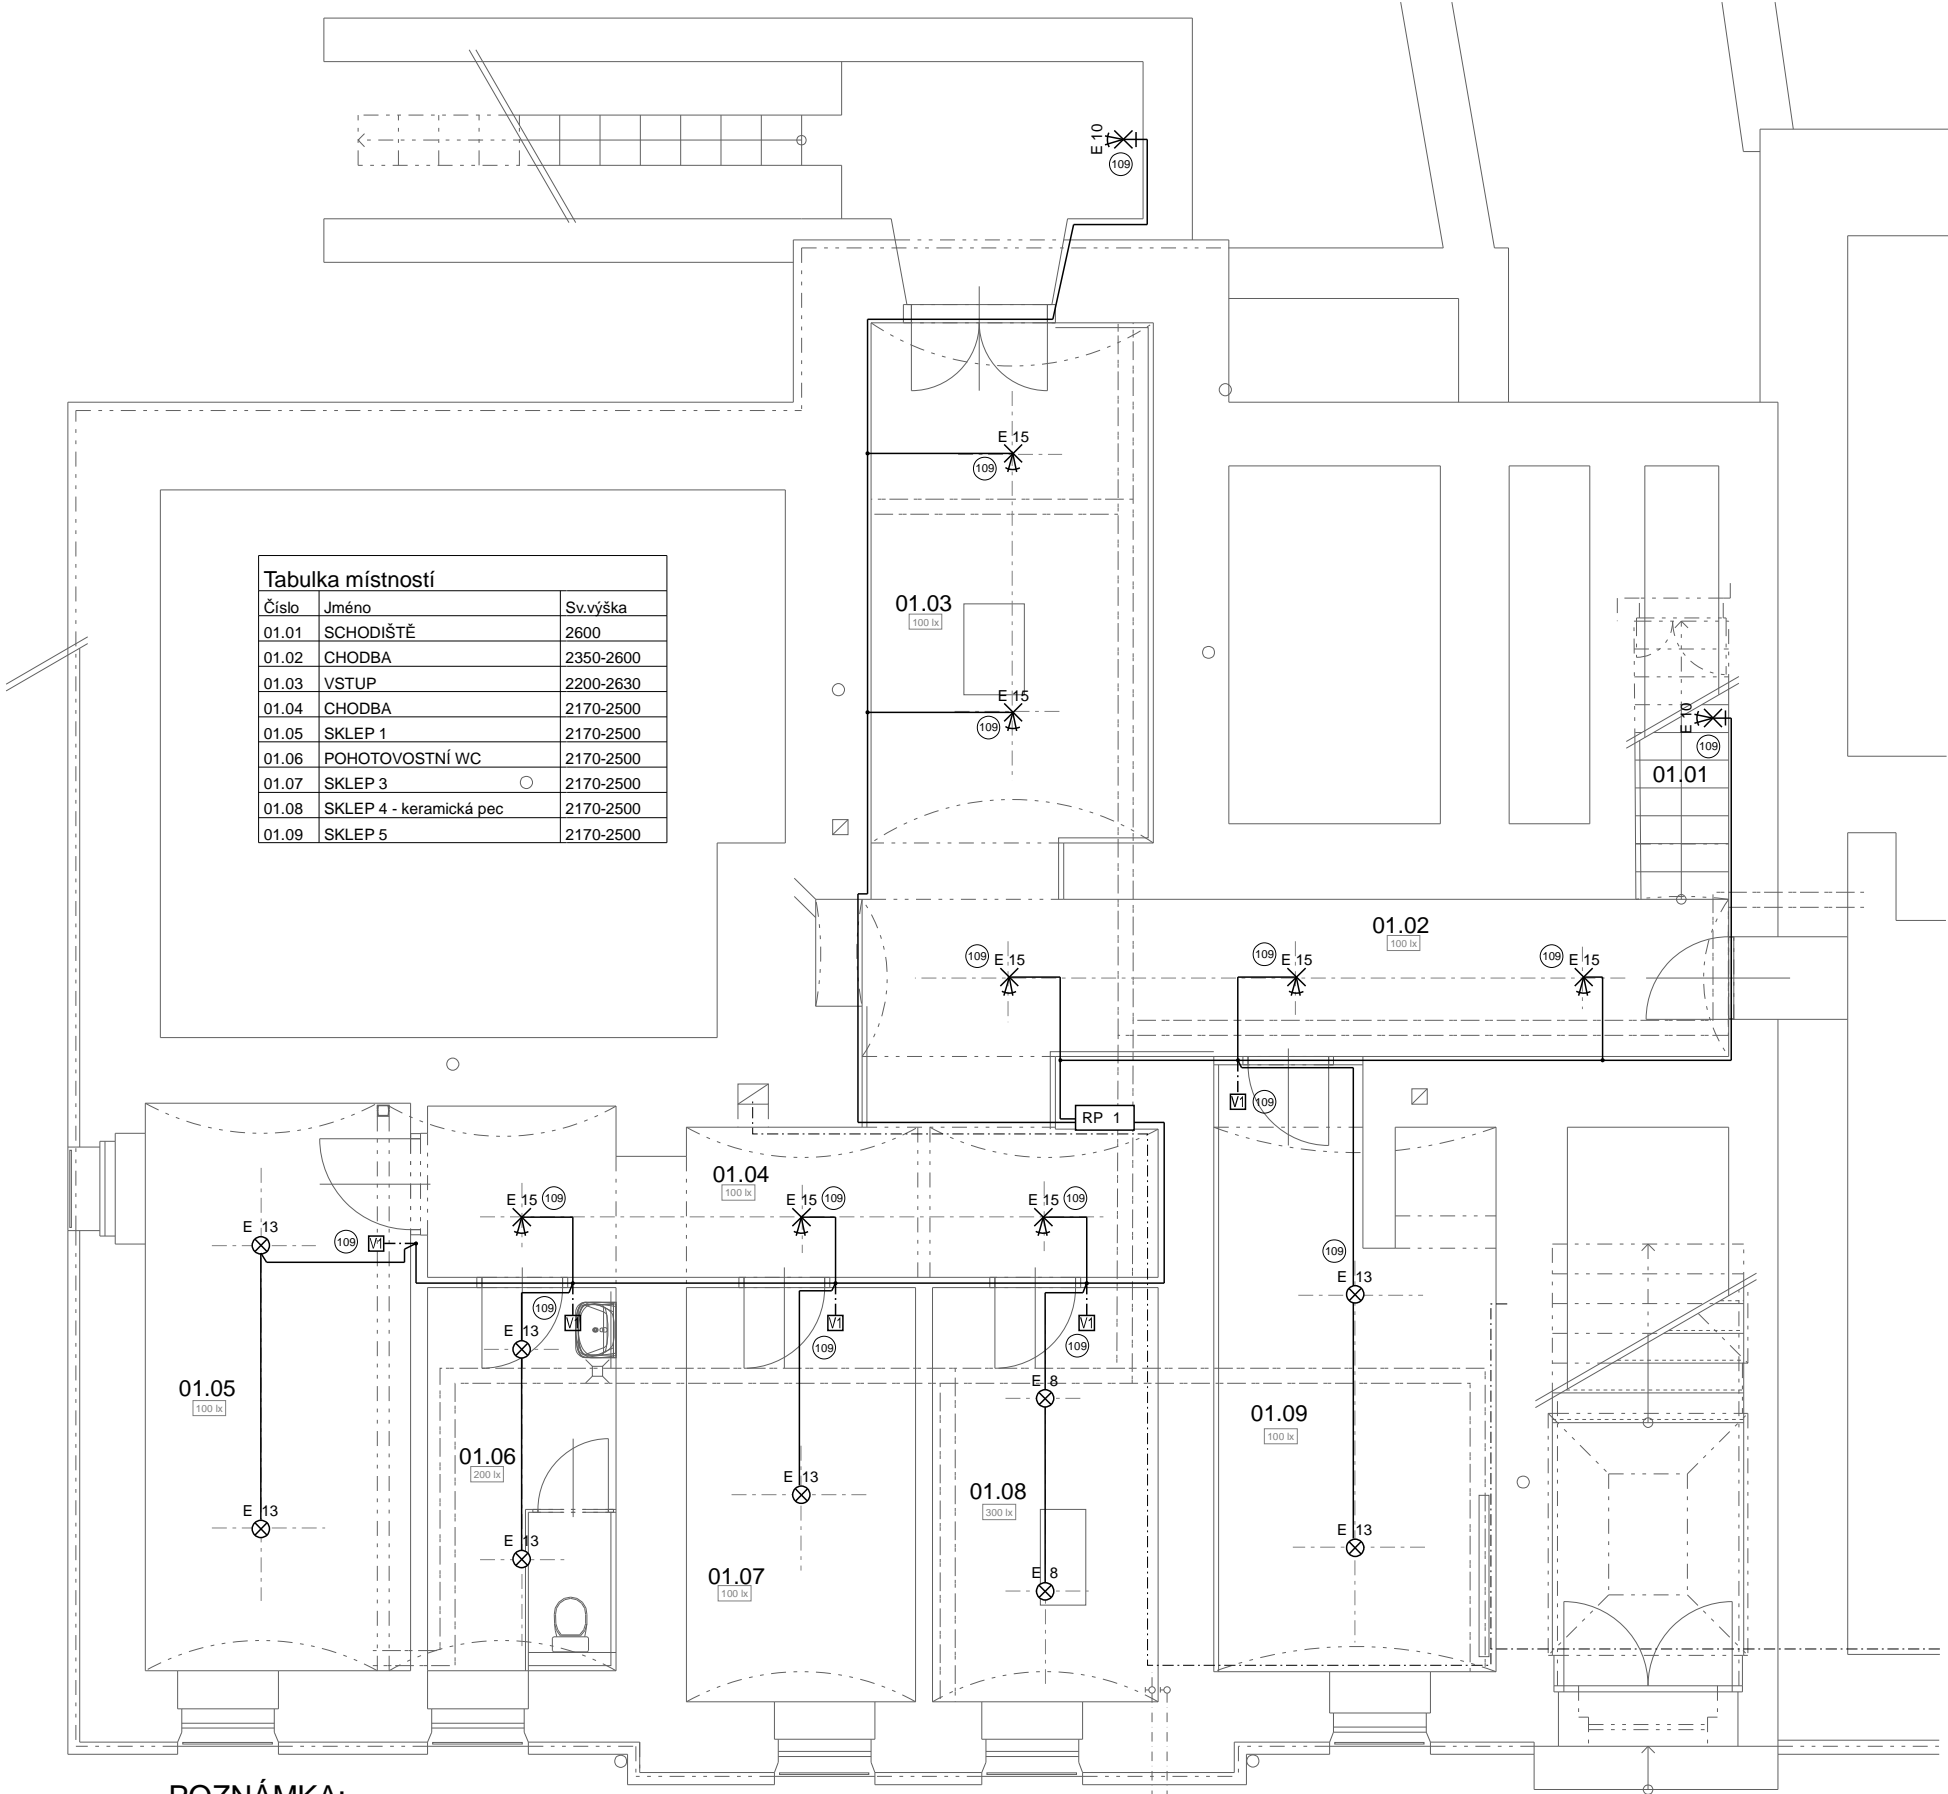 E 10
109
E 15
109
Tabulka místností
Číslo Jméno Sv.výška
01.01 SCHODIŠTĚ 2600
01.02 CHODBA 2350-2600
01.03 VSTUP 2200-2630
01.04 CHODBA 2170-2500
01.05 SKLEP 1 2170-2500
01.06 POHOTOVOSTNÍ WC 2170-2500
01.07 SKLEP 3 2170-2500
01.08 SKLEP 4 - keramická pec 2170-2500
01.09 SKLEP 5 2170-2500
01.03
100 lx
E 15
109
E 10
109
01.01
01.02
100 lx
109 E 15
109 E 15
109 E 15
V1 109
RP 1
01.04
100 lx
E 15 109
E 15 109
E 15 109
E 13
109 V1
109
E 13
109
V1
E 13
V1
109
V1
109
E 8
01.05
100 lx
01.09
100 lx
01.06
200 lx
E 13
01.08
300 lx
E 13
E 13
E 13
01.07
100 lx
E 8
POZNÁMKA: